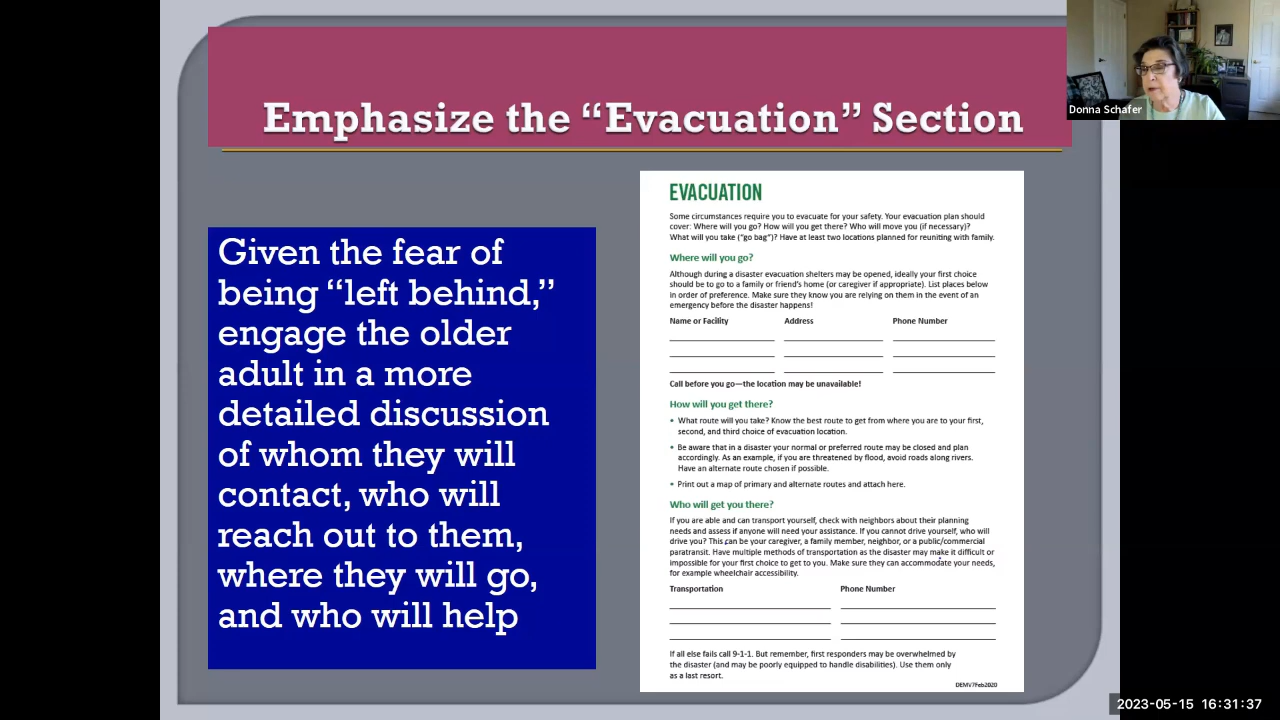 Emphasize the “Evacuation” Section
Donna Schafer
Given the fear of
being “left behind,”
engage the older
adult in a more
detailed discussion
of whom they will
contact, who will
reach out to them,
where they will go,
and who will help
EVACUATION
Some circumstances require you to evacuate for your safety. Your evacuation plan should
cover: Where will you go? How will you get there? Who will move you (if necessary)?
What will you take (“go bag”)? Have at least two locations planned for reuniting with family.
Where will you go?
Although during a disaster evacuation shelters may be opened, ideally your first choice
should be to go to a family or friend’s home (or caregiver if appropriate). List places below
in order of preference. Make sure they know you are relying on them in the event of an
emergency before the disaster happens!
Name or Facility Address Phone Number
Call before you go—the location may be unavailable!
How will you get there?
• What route will you take? Know the best route to get from where you are to your first,
second, and third choice of evacuation location.
• Be aware that in a disaster your normal or preferred route may be closed and plan
accordingly. As an example, if you are threatened by flood, avoid roads along rivers.
Have an alternate route chosen if possible.
• Print out a map of primary and alternate routes and attach here.
Who will get you there?
If you are able and can transport yourself, check with neighbors about their planning
needs and assess if anyone will need your assistance. If you cannot drive yourself, who will
drive you? This can be your caregiver, a family member, neighbor, or a public/commercial
paratransit. Have multiple methods of transportation as the disaster may make it difficult or
impossible for your first choice to get to you. Make sure they can accommodate your needs,
for example wheelchair accessibility.
Transportation Phone Number
If all else fails call 9-1-1. But remember, first responders may be overwhelmed by
the disaster (and may be poorly equipped to handle disabilities). Use them only
as a last resort.
DEMV7Feb2020
2023-05-15 16:31:37